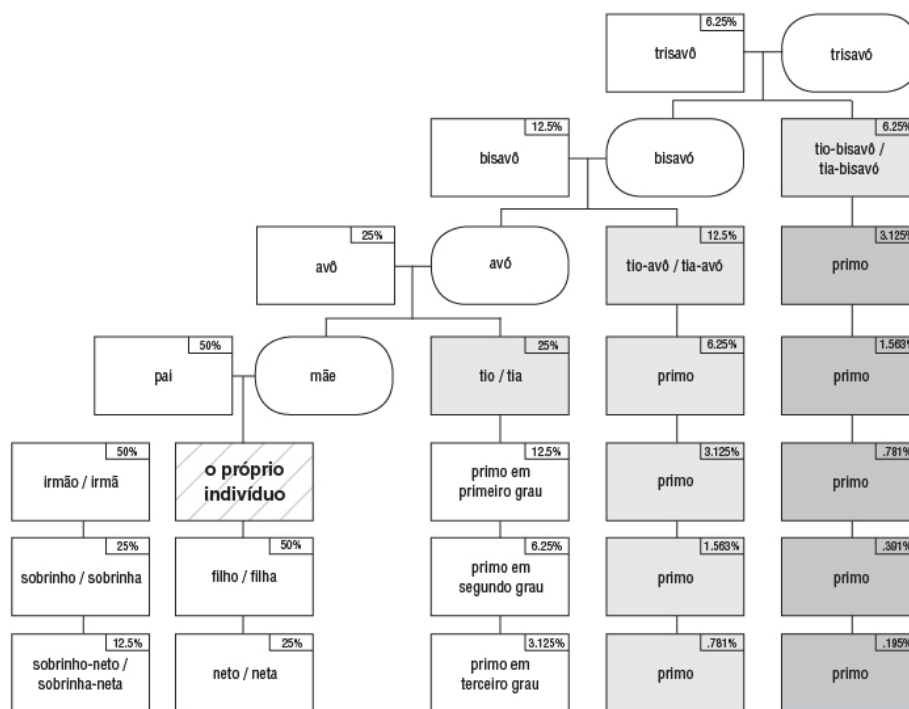 6.25%
trisavô
trisavó
12.5%
bisavô
bisavó
6.25%
tio-bisavô /
tia-bisavó
25%
avô
avó
12.5%
tio-avô / tia-avó
3.125%
primo
50%
pai
mãe
25%
tio / tia
6.25%
primo
1.563%
primo
50%
irmão / irmã
o próprio
indivíduo
12.5%
primo em
primeiro grau
3.125%
primo
.781%
primo
25%
sobrinho / sobrinha
50%
filho / filha
6.25%
primo em
segundo grau
1.563%
primo
.391%
primo
12.5%
sobrinho-neto /
sobrinha-neta
25%
neto / neta
3.125%
primo em
terceiro grau
.781%
primo
.195%
primo